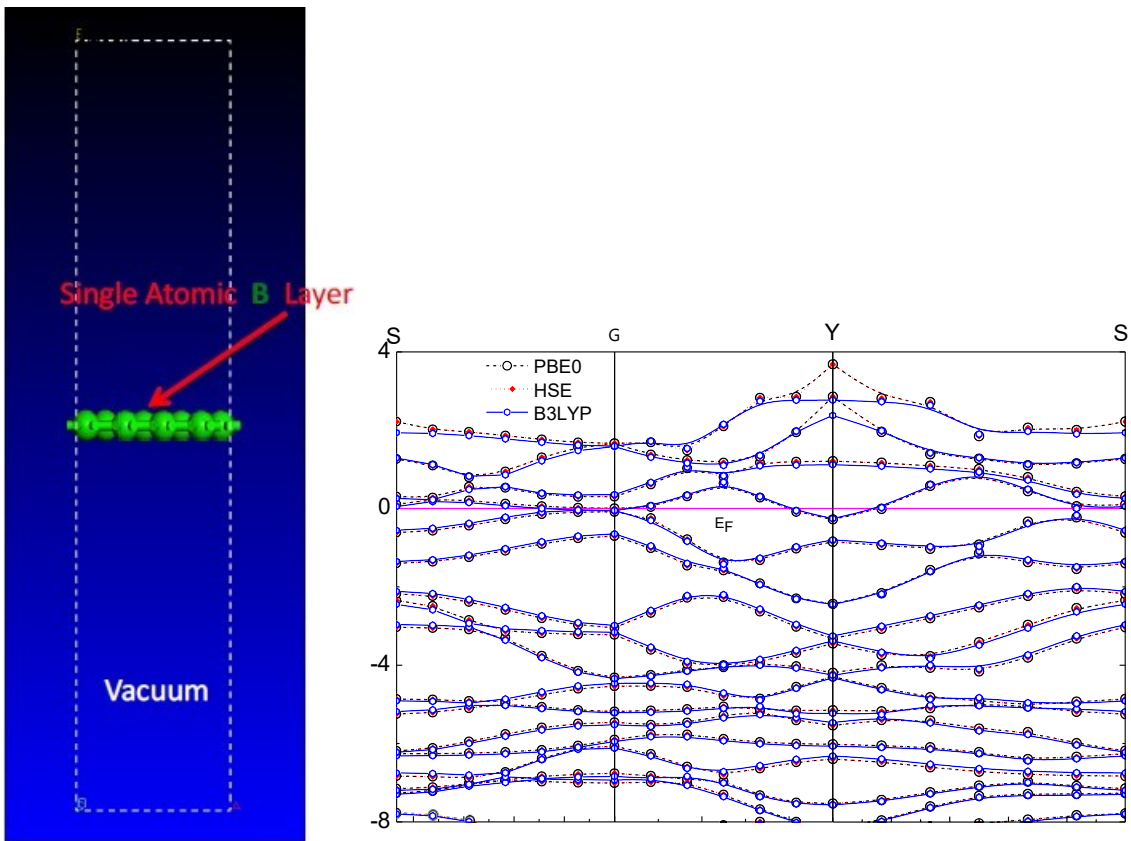 Single Atomic B Layer
Vacuum
S G Y S
4
PBE0
HSE
B3LYP
0
EF
-4
-8